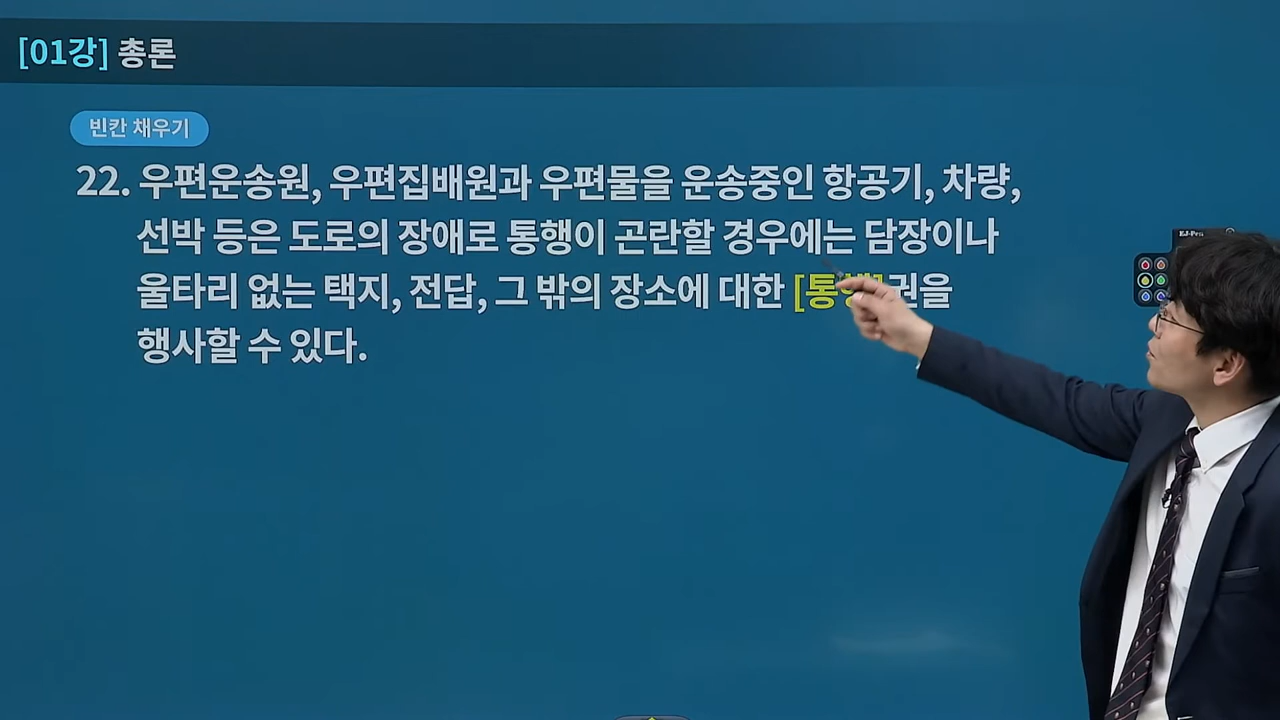 [01강] 총론
빈칸 채우기
22. 우편운송원, 우편집배원과 우편물을 운송중인 항공기, 차량,
선박 등은 도로의 장애로 통행이 곤란할 경우에는 담장이나
울타리 없는 택지, 전답, 그 밖의 장소에 대한 [통행]권을
행사할 수 있다.